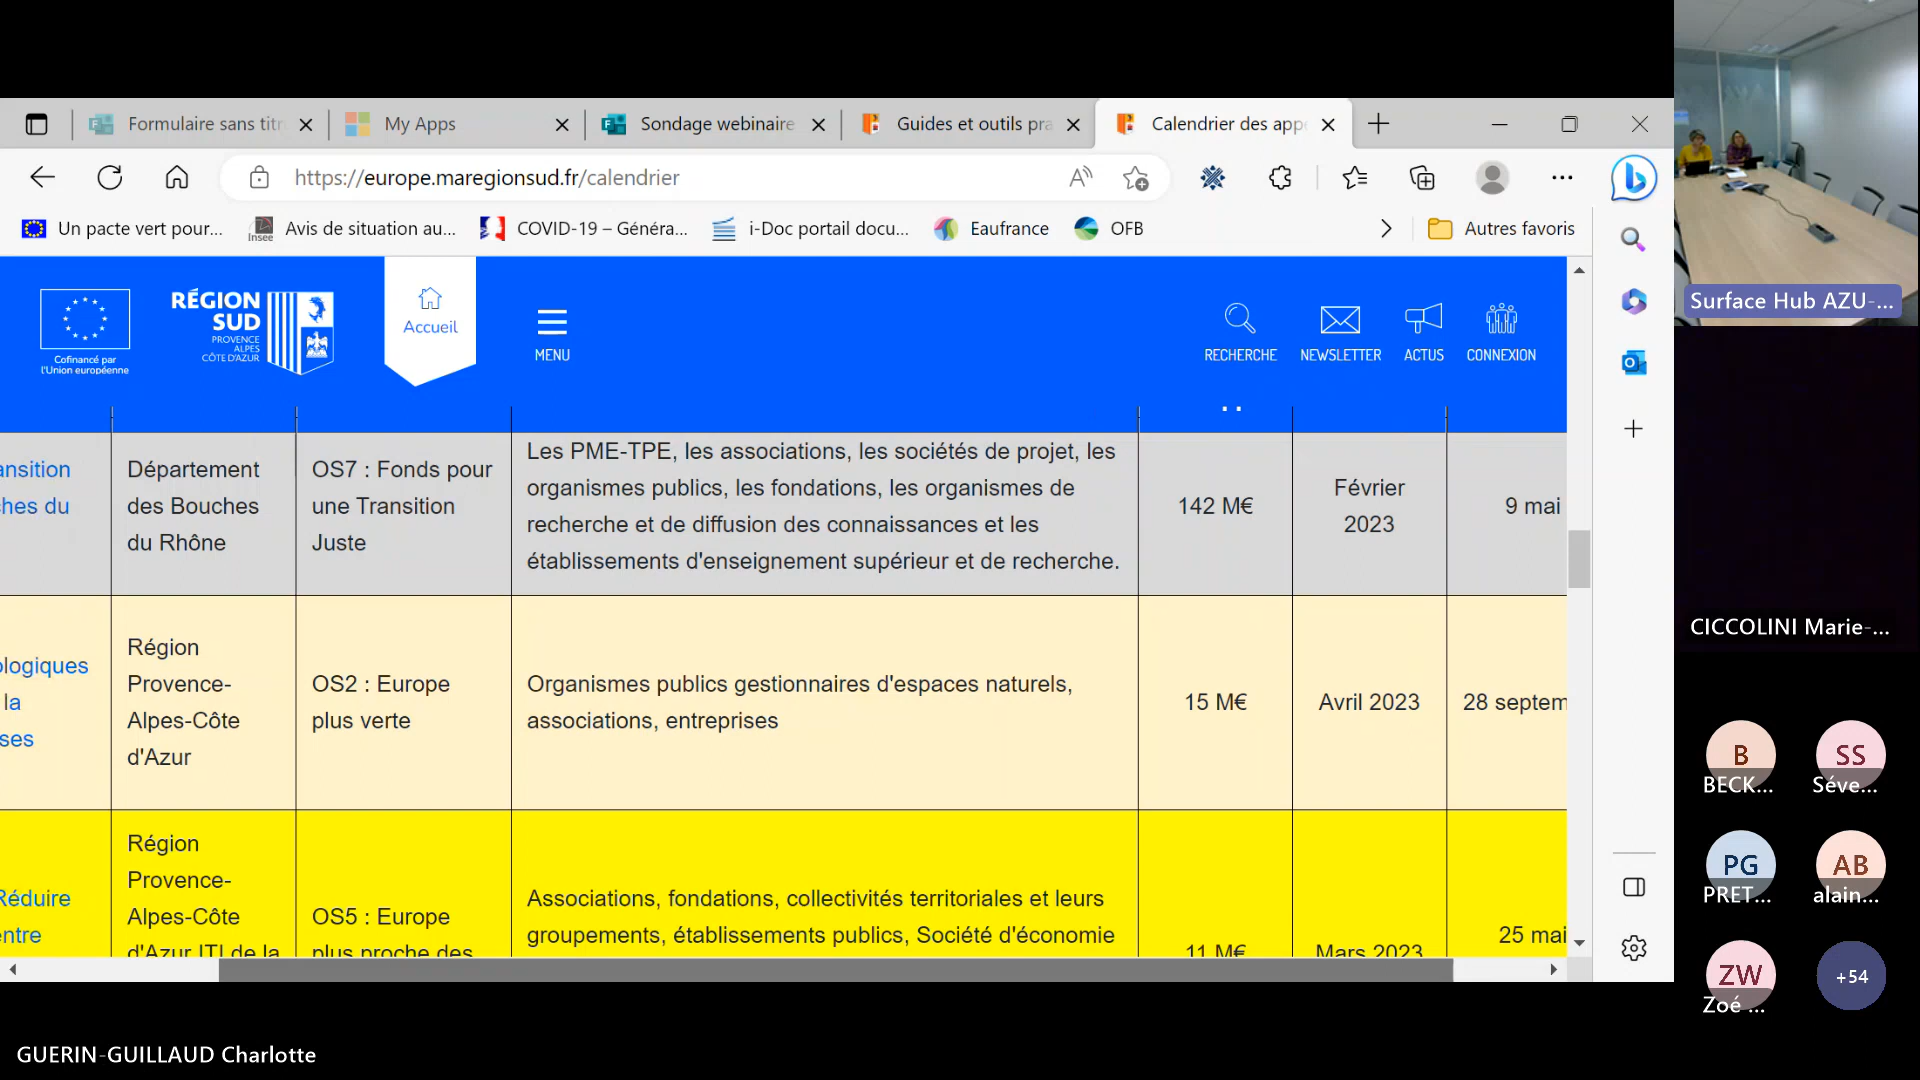 Formulaire sans titr
My Apps
Sondage webinaire
Guides et outils pra
Calendrier des appe
https://europe.maregionsud.fr/calendrier
Un pacte vert pour...
Insee
Avis de situation au...
COVID-19 – Généra...
i-Doc portail docu...
Eaufrance
OFB
Autres favoris
Cofinancé par
l'Union européenne
RÉGION
SUD
PROVENCE
ALPES
CÔTE D'AZUR
Accueil
MENU
RECHERCHE
NEWSLETTER
ACTUS
CONNEXION
ansition
ches du
Département
des Bouches
du Rhône
OS7 : Fonds pour
une Transition
Juste
Les PME-TPE, les associations, les sociétés de projet, les
organismes publics, les fondations, les organismes de
recherche et de diffusion des connaissances et les
établissements d'enseignement supérieur et de recherche.
142 M€
Février
2023
9 mai
ologiques
la
ses
Région
Provence-
Alpes-Côte
d'Azur
OS2 : Europe
plus verte
Organismes publics gestionnaires d'espaces naturels,
associations, entreprises
15 M€
Avril 2023
28 septem
Réduire
entre
Région
Provence-
Alpes-Côte
d'Azur ITI de la
OS5 : Europe
plus proche des
Associations, fondations, collectivités territoriales et leurs
groupements, établissements publics, Société d'économie
11 M€
Mars 2023
25 mai
Surface Hub AZU-...
CICCOLINI Marie-...
B
BECK...
SS
Séve...
PG
PRET...
AB
alain...
ZW
Zoé ...
+54
GUERIN-GUILLAUD Charlotte